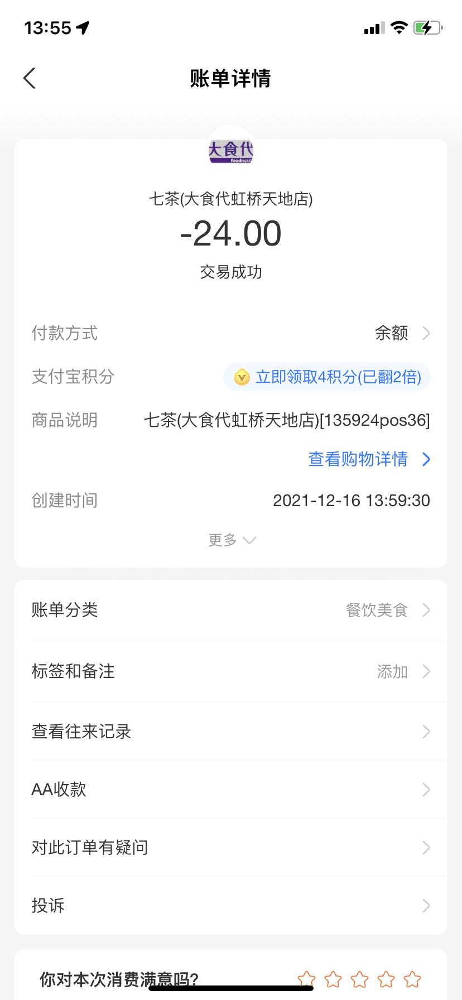 13:55
账单详情
大食代
foodrepub
七茶(大食代虹桥天地店)
-24.00
交易成功
付款方式 余额
支付宝积分 立即领取4积分(已翻2倍)
商品说明 七茶(大食代虹桥天地店)[135924pos36]
查看购物详情
创建时间 2021-12-16 13:59:30
更多
账单分类 餐饮美食
标签和备注 添加
查看往来记录
AA收款
对此订单有疑问
投诉
你对本次消费满意吗?